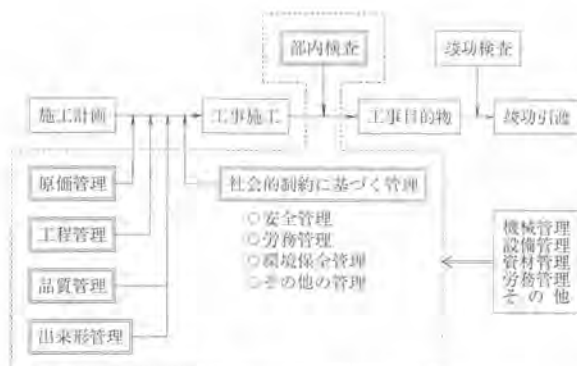 部内検査
竣功検査
施工計画
工事施工
工事目的物
竣功引渡
原価管理
社会的制約に基づく管理
○安全管理
○労務管理
○環境保全管理
○その他の管理
工程管理
品質管理
出来形管理
機械管理
設備管理
資材管理
労務管理
その他